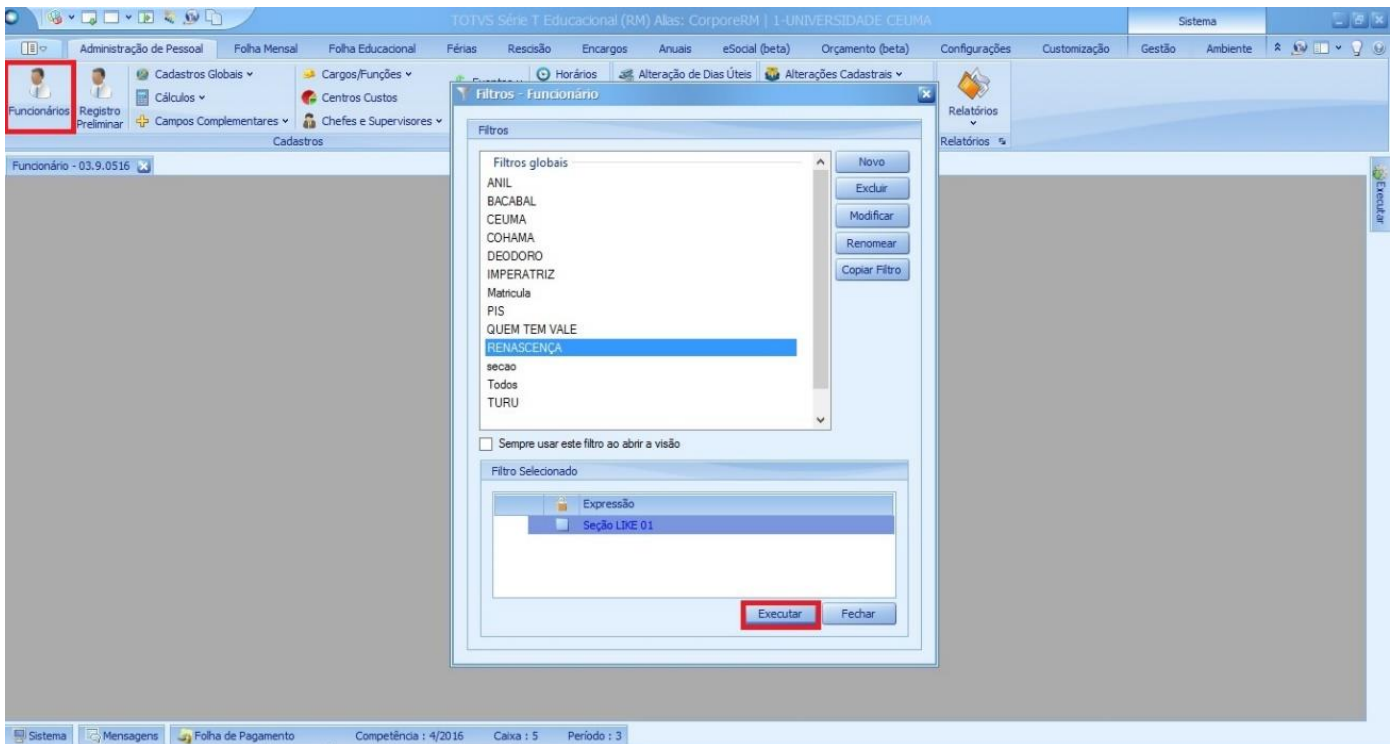 TOTVS Série T Educacional (RM) Alias: CorporeRM | 1-UNIVERSIDADE CEUMA
Sistema
Administração de Pessoal Folha Mensal Folha Educacional Férias Rescisão Encargos Anuais eSocial (beta) Orçamento (beta) Configurações Customização Gestão Ambiente
Funcionários
Registro Preliminar
Cadastros Globais
Cálculos
Campos Complementares
Cargos/Funções
Centros Custos
Chefes e Supervisores
Horários
Alteração de Dias Úteis
Alterações Cadastrais
Relatórios
Cadastros
Relatórios
Funcionário - 03.9.0516
Executar
Filtros - Funcionário
Filtros
Filtros globais
ANIL
BACABAL
CEUMA
COHAMA
DEODORO
IMPERATRIZ
Matricula
PIS
QUEM TEM VALE
RENASCENÇA
secao
Todos
TURU
Novo
Excluir
Modificar
Renomear
Copiar Filtro
Sempre usar este filtro ao abrir a visão
Filtro Selecionado
Expressão
Seção LIKE 01
Executar Fechar
Sistema Mensagens Folha de Pagamento Competência : 4/2016 Caixa : 5 Período : 3